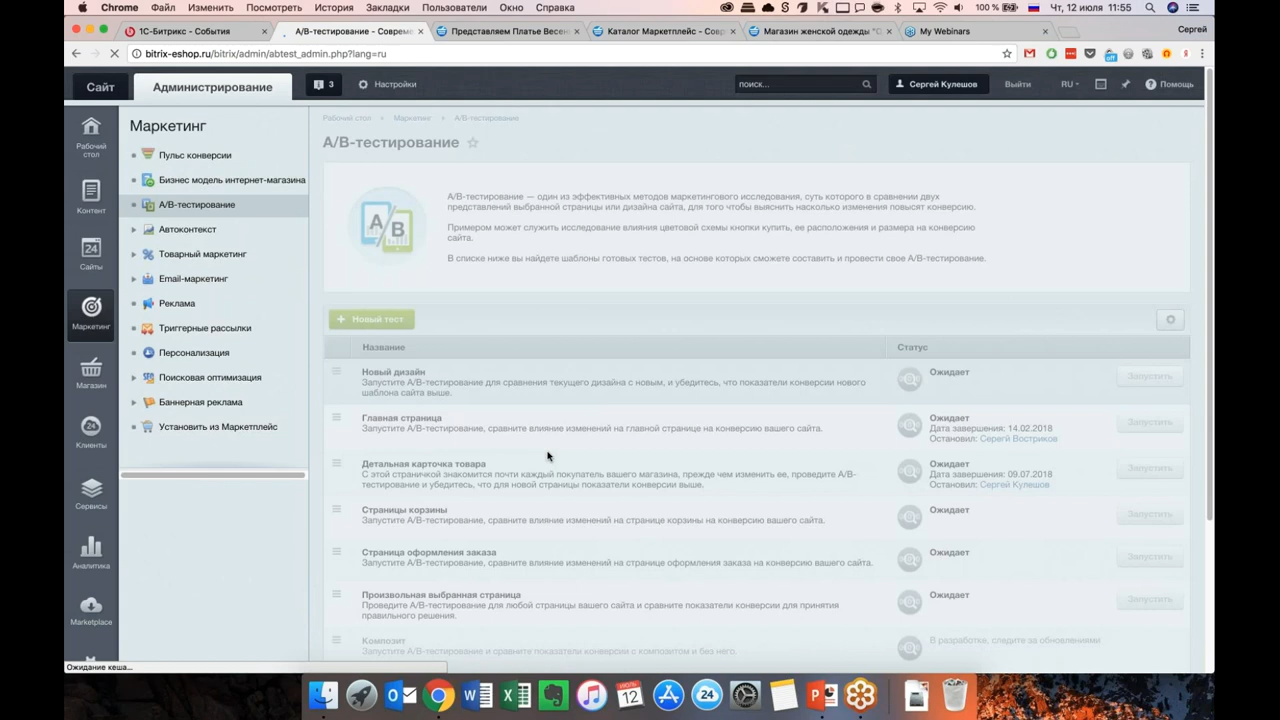 Chrome Файл Изменить Посмотреть История Закладки Пользователи Окно Справка
100 % Чт, 12 июля 11:55
1С-Битрикс - События
А/В-тестирование - Современ
Представляем Платье Весен
Каталог Маркетплейс - Совр
Магазин женской одежды "
My Webinars
Сергей
bitrix-eshop.ru/bitrix/admin/abtest_admin.php?lang=ru
Сайт Администрирование 3 Настройки поиск... Сергей Кулешов Выйти RU Помощь
Рабочий стол
Контент
Сайты
Маркетинг
Магазин
Клиенты
Сервисы
Аналитика
Marketplace
Маркетинг
Пульс конверсии
Бизнес модель интернет-магазина
А/В-тестирование
Автоконтекст
Товарный маркетинг
Email-маркетинг
Реклама
Триггерные рассылки
Персонализация
Поисковая оптимизация
Баннерная реклама
Установить из Маркетплейс
Рабочий стол Маркетинг А/В-тестирование
А/В-тестирование
А/В-тестирование — один из эффективных методов маркетингового исследования, суть которого в сравнении двух
представлений выбранной страницы или дизайна сайта, для того чтобы выяснить насколько изменения повысят конверсию.
Примером может служить исследование влияния цветовой схемы кнопки купить, ее расположения и размера на конверсию
сайта.
В списке ниже вы найдете шаблоны готовых тестов, на основе которых сможете составить и провести свое А/В-тестирование.
A/B
+ Новый тест
Название Статус
Новый дизайн
Запустите А/В-тестирование для сравнения текущего дизайна с новым, и убедитесь, что показатели конверсии нового
шаблона сайта выше.
Ожидает
Запустить
Главная страница
Запустите А/В-тестирование, сравните влияние изменений на главной странице на конверсию вашего сайта.
Ожидает
Дата завершения: 14.02.2018
Остановил: Сергей Востриков
Запустить
Детальная карточка товара
С этой страничкой знакомится почти каждый покупатель вашего магазина, прежде чем изменить ее, проведите А/В-
тестирование и убедитесь, что для новой страницы показатели конверсии выше.
Ожидает
Дата завершения: 09.07.2018
Остановил: Сергей Кулешов
Запустить
Страницы корзины
Запустите А/В-тестирование, сравните влияние изменений на странице корзины на конверсию вашего сайта.
Ожидает
Запустить
Страница оформления заказа
Запустите А/В-тестирование, сравните влияние изменений на странице оформления заказа на конверсию вашего сайта.
Ожидает
Запустить
Произвольная выбранная страница
Проведите А/В-тестирование для любой страницы вашего сайта и сравните показатели конверсии для принятия
правильного решения.
Ожидает
Запустить
Композит
Запустите А/В-тестирование и сравните показатели конверсии с композитом и без него.
В разработке, следите за обновлениями
Ожидание кеша...